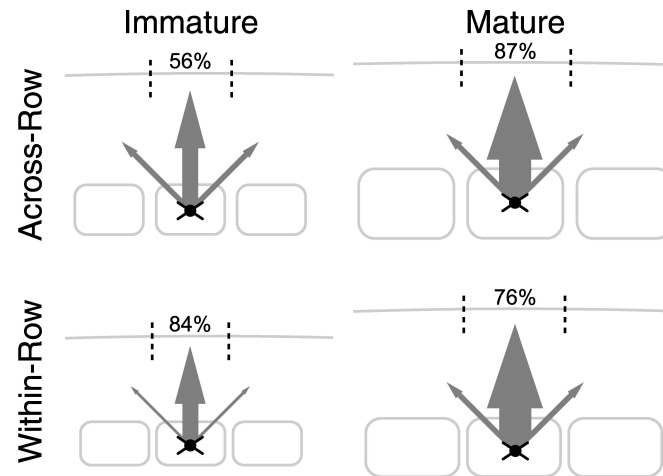 Immature
Mature
Across-Row
56%
87%
Within-Row
84%
76%